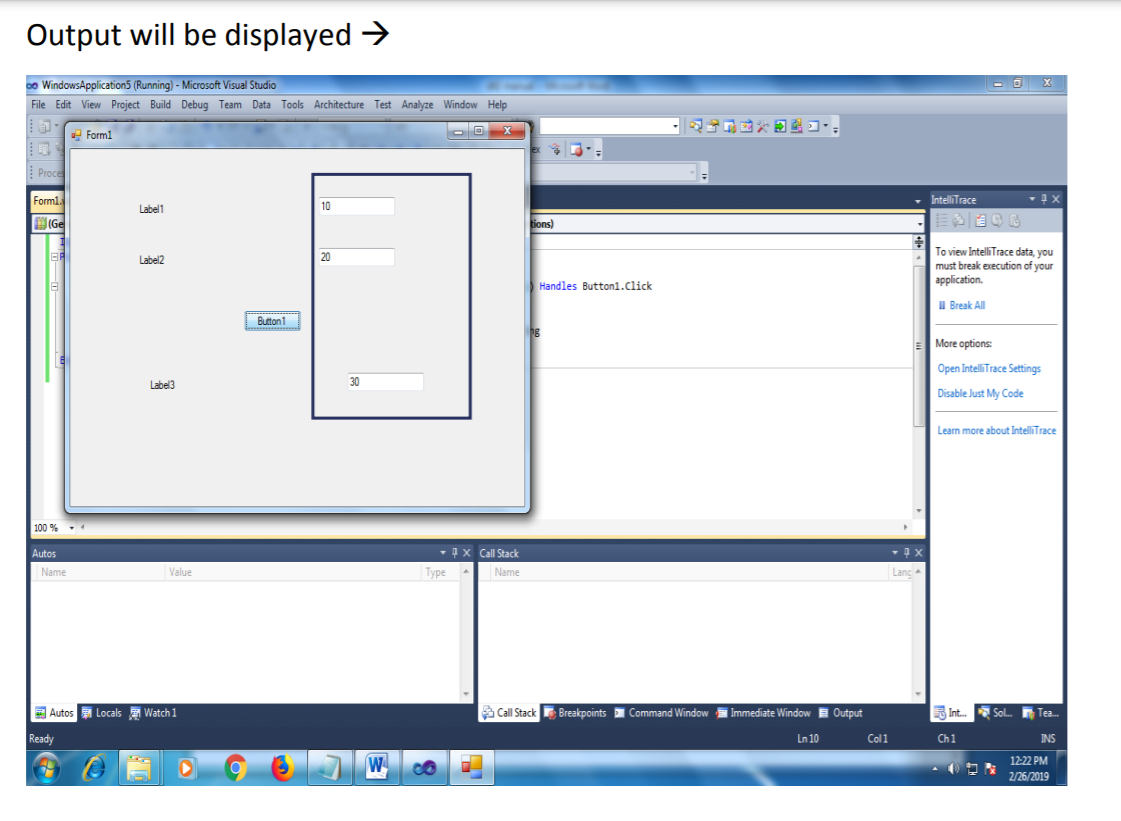 Output will be displayed →
WindowsApplication5 (Running) - Microsoft Visual Studio
File Edit View Project Build Debug Team Data Tools Architecture Test Analyze Window Help
Form1
ex
Form1.
IntelliTrace
Label1
10
tions)
To view IntelliTrace data, you
must break execution of your
application.
Label2
20
) Handles Button1.Click
Break All
Button1
More options:
Open IntelliTrace Settings
Label3
30
Disable Just My Code
Learn more about IntelliTrace
100 %
Autos
Call Stack
Name Value Type
Name Lang
Autos Locals Watch 1
Call Stack Breakpoints Command Window Immediate Window Output
Int... Sol... Tea...
Ready Ln 10 Col 1 Ch 1 INS
12:22 PM
2/26/2019